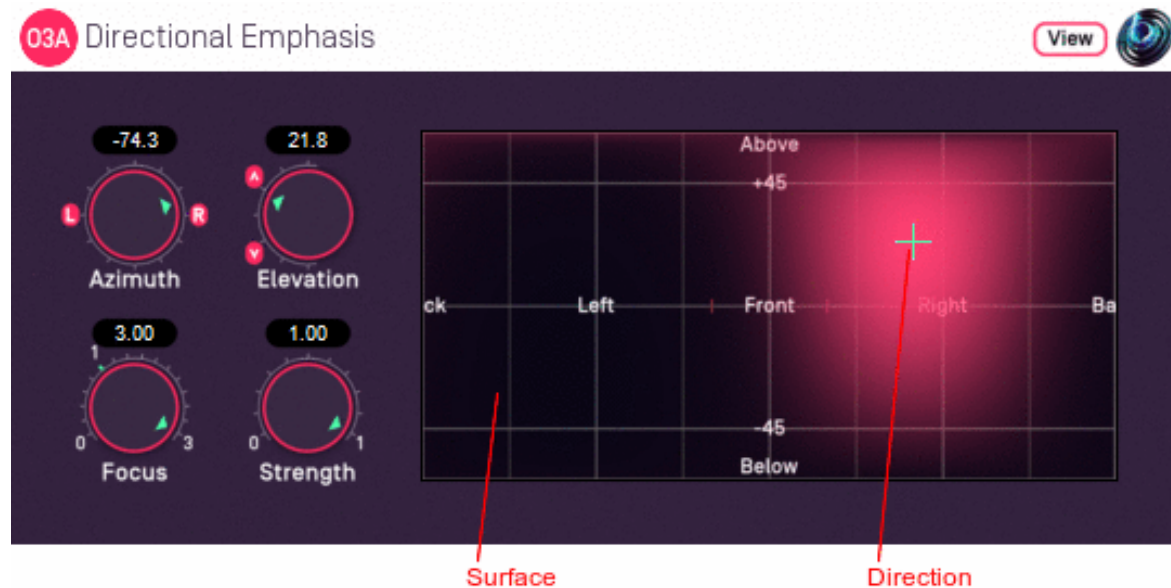 O3A Directional Emphasis
View
-74.3 21.8
L R
Azimuth Elevation
3.00 1.00
1
0 3 0 1
Focus Strength
Above
+45
ck Left Front Right Ba
-45
Below
Surface Direction